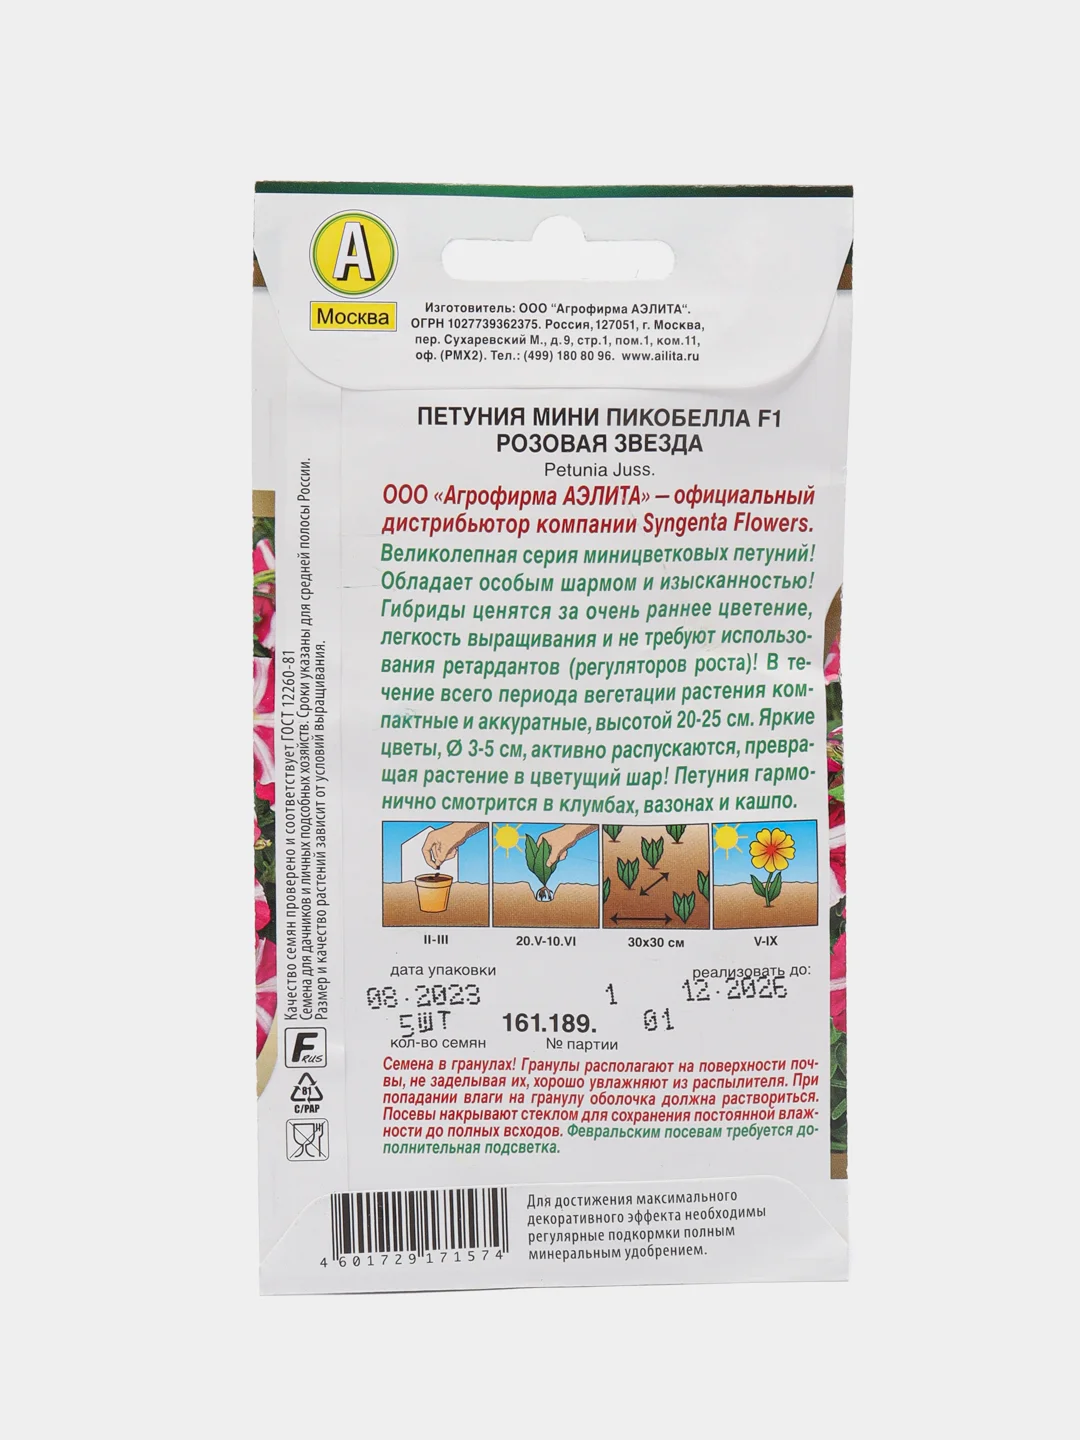 А
Москва
Изготовитель: ООО "Агрофирма АЭЛИТА".
ОГРН 1027739362375. Россия,127051, г. Москва,
пер. Сухаревский М., д.9, стр.1, пом.1, ком.11,
оф. (РМХ2). Тел.: (499) 180 80 96. www.ailita.ru
ПЕТУНИЯ МИНИ ПИКОБЕЛЛА F1
РОЗОВАЯ ЗВЕЗДА
Petunia Juss.
ООО «Агрофирма АЭЛИТА» – официальный
дистрибьютор компании Syngenta Flowers.
Великолепная серия миницветковых петуний!
Обладает особым шармом и изысканностью!
Гибриды ценятся за очень раннее цветение,
легкость выращивания и не требуют использо-
вания ретардантов (регуляторов роста)! В те-
чение всего периода вегетации растения ком-
пактные и аккуратные, высотой 20-25 см. Яркие
цветы, Ø 3-5 см, активно распускаются, превра-
щая растение в цветущий шар! Петуния гармо-
нично смотрится в клумбах, вазонах и кашпо.
II-III
20.V-10.VI
30x30 см
V-IX
дата упаковки
реализовать до:
08.2023
1
12.2026
5ШТ
161.189.
01
кол-во семян
№ партии
Семена в гранулах! Гранулы располагают на поверхности поч-
вы, не заделывая их, хорошо увлажняют из распылителя. При
попадании влаги на гранулу оболочка должна раствориться.
Посевы накрывают стеклом для сохранения постоянной влаж-
ности до полных всходов. Февральским посевам требуется до-
полнительная подсветка.
Качество семян проверено и соответствует ГОСТ 12260-81
Семена для дачников и личных подсобных хозяйств. Сроки указаны для средней полосы России.
Размер и качество растений зависит от условий выращивания.
F RUS
81
C/PAP
4 601729 171574
Для достижения максимального
декоративного эффекта необходимы
регулярные подкормки полным
минеральным удобрением.